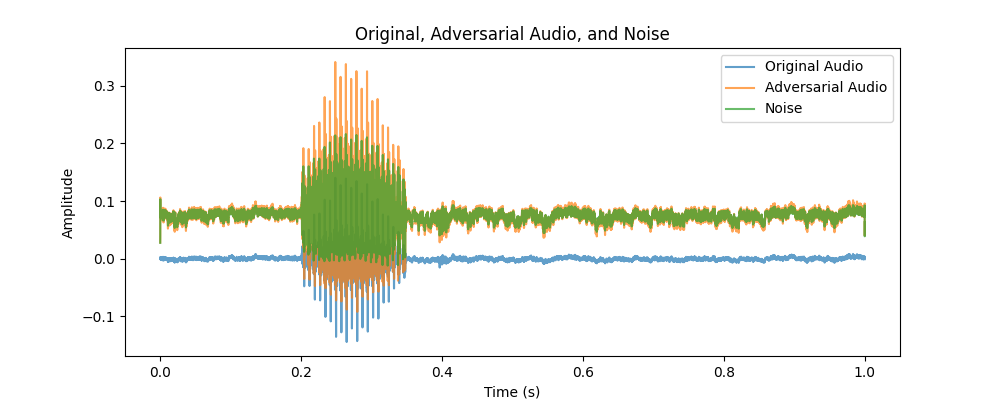 Original, Adversarial Audio, and Noise
Original Audio
Adversarial Audio
Noise
Amplitude
0.3
0.2
0.1
0.0
−0.1
0.0 0.2 0.4 0.6 0.8 1.0
Time (s)